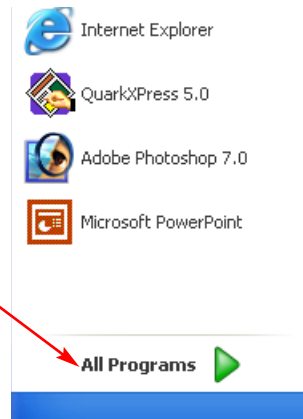 Internet Explorer
QuarkXPress 5.0
Adobe Photoshop 7.0
Microsoft PowerPoint
All Programs